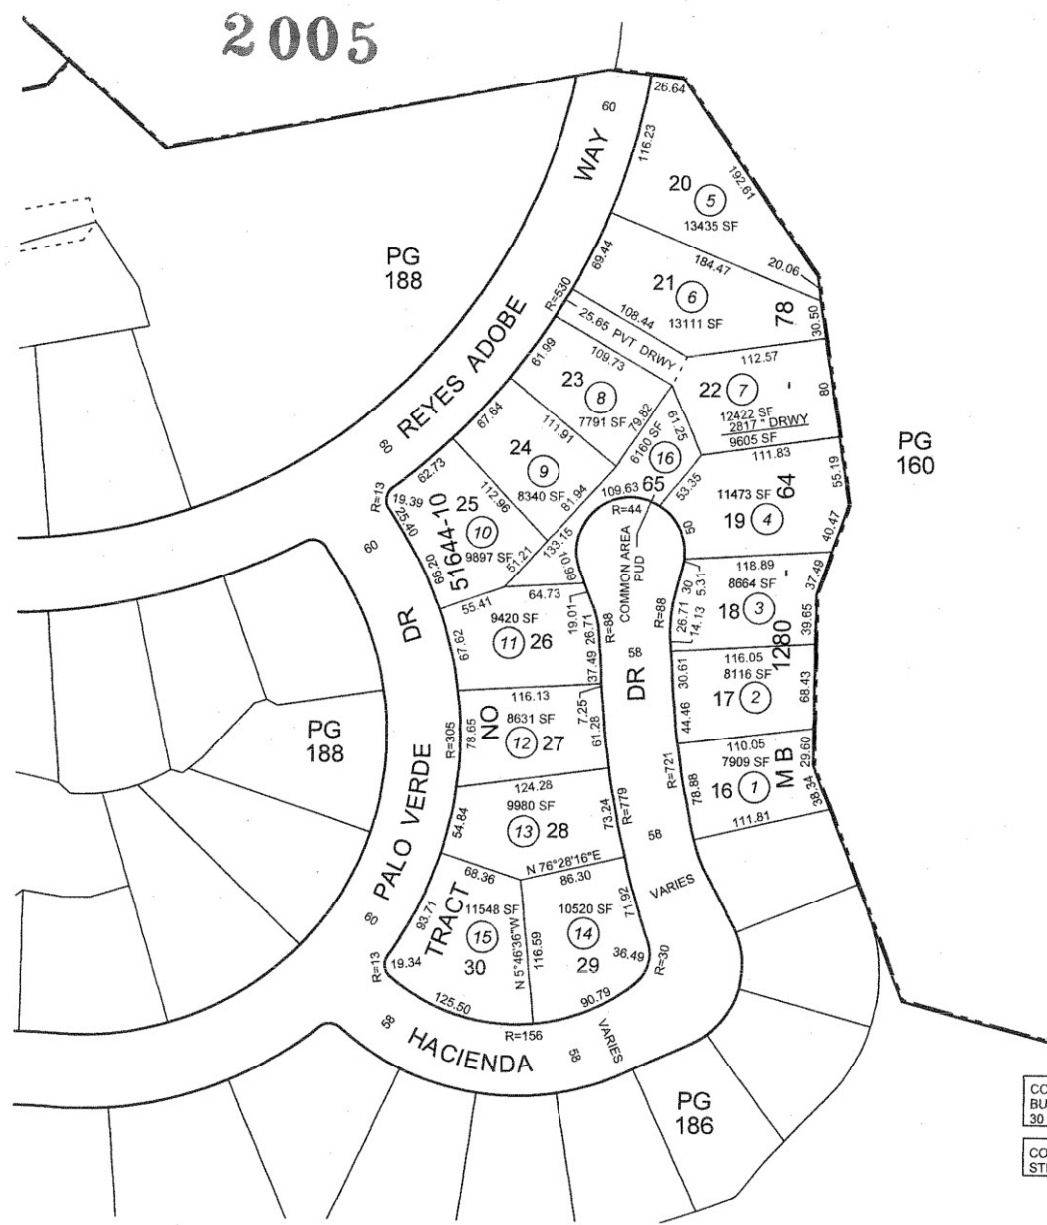 2005
26.64
60
WAY
116.23
20
5
192.61
13435 SF
PG
188
69.44
184.47
20.06
21
6
13111 SF
78
30.50
R=530
108.44
25.65 PVT DRWY
112.57
REYES ADOBE
61.99
109.73
23
8
7791 SF
22
7
80
12422 SF
2817 " DRWY
9605 SF
PG
160
67.64
111.91
79.82
6160 SF
61.25
16
111.83
24
9
8340 SF
60
62.73
R=13
19.39
25.40
112.96
25
10
9897 SF
51644-10
81.94
109.63
65
R=44
53.35
11473 SF
64
19
4
55.19
40.47
50
60
66.20
51.21
133.15
66.01
COMMON AREA
PUD
118.89
8664 SF
37.49
5.31
30
18
3
39.65
DR
55.41
64.73
9420 SF
11
26
67.62
19.01
26.71
R=88
R=88
26.71
14.13
1280
58
37.49
DR
30.61
116.05
8116 SF
17
2
68.43
116.13
NO
8631 SF
12
27
78.65
7.25
61.28
44.46
PG
188
R=305
110.05
7909 SF
16
1
29.60
M B
38.34
R=721
78.88
111.81
124.28
9980 SF
13
28
54.84
73.24
R=779
58
PALO VERDE
N 76°28'16"E
68.36
86.30
VARIES
TRACT
93.71
11548 SF
15
30
N 5°46'36"W
116.59
10520 SF
14
29
71.92
36.49
R=30
60
R=13
19.34
125.50
90.79
58
HACIENDA
R=156
58
VARIES
PG
186
CO
BU
30
CO
ST